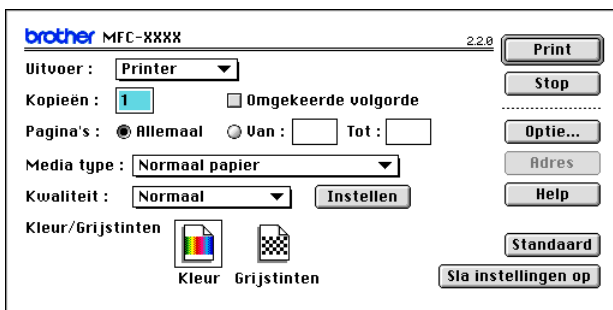 brother MFC-XXXX
2.2.0
Print
Uitvoer : Printer
Stop
Kopieën : 1
Omgekeerde volgorde
Pagina's : Allemaal Van : Tot :
Optie...
Media type : Normaal papier
Adres
Kwaliteit : Normaal Instellen
Help
Kleur/Grijstinten
Standaard
Kleur Grijstinten
Sla instellingen op